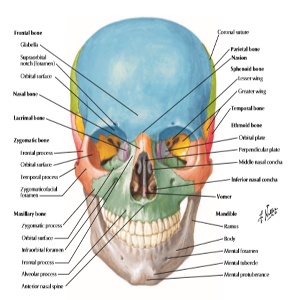 Frontal bone
Glabella
Supraorbital
notch (foramen)
Orbital surface
Nasal bone
Lacrimal bone
Zygomatic bone
Frontal process
Orbital surface
Temporal process
Zygomaticofacial
foramen
Maxillary bone
Zygomatic process
Orbital surface
Infraorbital foramen
Frontal process
Alveolar process
Anterior nasal spine
Coronal suture
Parietal bone
Nasion
Sphenoid bone
Lesser wing
Greater wing
Temporal bone
Ethmoid bone
Orbital plate
Perpendicular plate
Middle nasal concha
Inferior nasal concha
Vomer
Mandible
Ramus
Body
Mental foramen
Mental tubercle
Mental protuberance